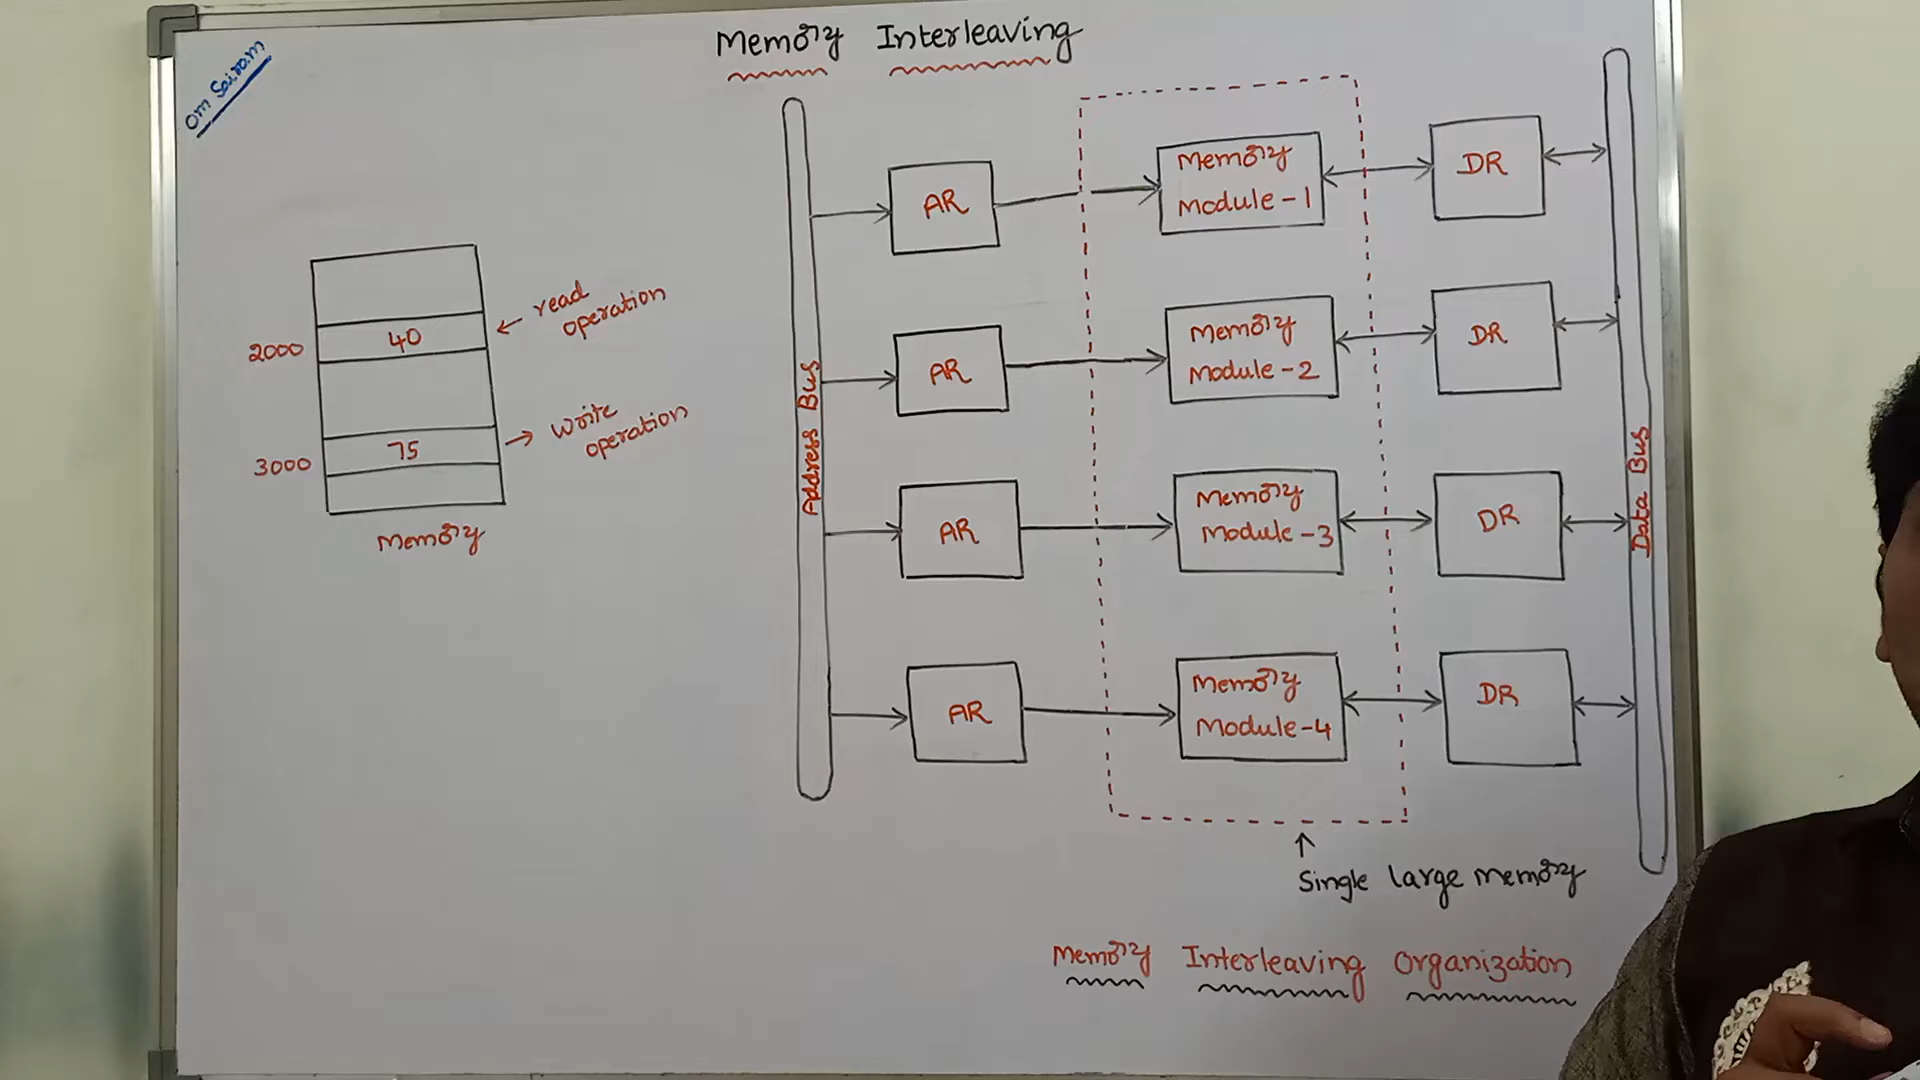 Om Sairam
Memory Interleaving
2000
40
read
operation
3000
75
write
operation
Memory
Address Bus
AR
Memory
Module-1
DR
AR
Memory
Module-2
DR
AR
Memory
Module-3
DR
AR
Memory
Module-4
DR
Data Bus
Single large memory
Memory Interleaving Organization